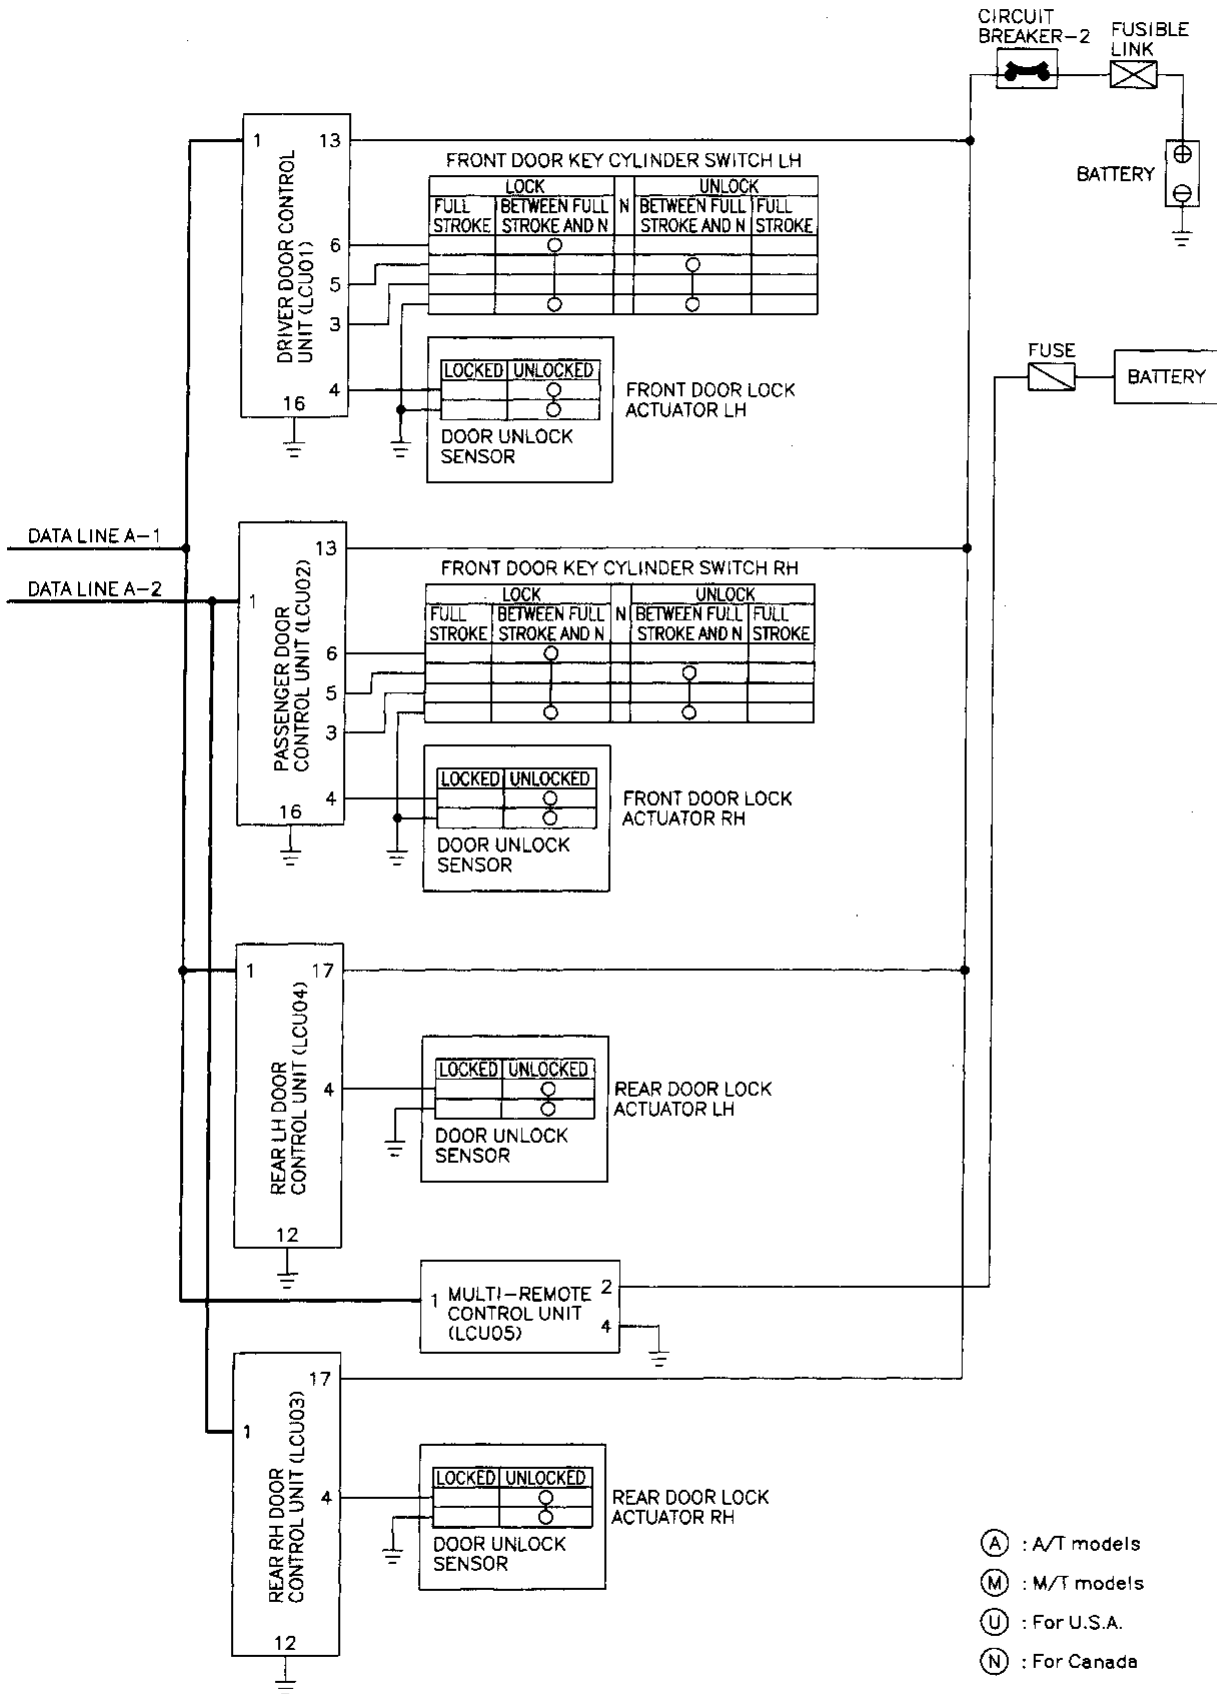 CIRCUIT
BREAKER-2
FUSIBLE
LINK
BATTERY
1
13
DRIVER DOOR CONTROL
UNIT (LCU01)
6
5
3
4
16
FRONT DOOR KEY CYLINDER SWITCH LH
LOCK N UNLOCK
FULL STROKE
BETWEEN FULL STROKE AND N
BETWEEN FULL STROKE AND N
FULL STROKE
LOCKED UNLOCKED
DOOR UNLOCK
SENSOR
FRONT DOOR LOCK
ACTUATOR LH
FUSE
BATTERY
DATA LINE A-1
DATA LINE A-2
1
13
PASSENGER DOOR
CONTROL UNIT (LCU02)
6
5
3
4
16
FRONT DOOR KEY CYLINDER SWITCH RH
LOCK N UNLOCK
FULL STROKE
BETWEEN FULL STROKE AND N
BETWEEN FULL STROKE AND N
FULL STROKE
LOCKED UNLOCKED
DOOR UNLOCK
SENSOR
FRONT DOOR LOCK
ACTUATOR RH
1
17
REAR LH DOOR
CONTROL UNIT (LCU04)
4
12
LOCKED UNLOCKED
DOOR UNLOCK
SENSOR
REAR DOOR LOCK
ACTUATOR LH
1
MULTI-REMOTE
CONTROL UNIT
(LCU05)
2
4
17
1
REAR RH DOOR
CONTROL UNIT (LCU03)
4
12
LOCKED UNLOCKED
DOOR UNLOCK
SENSOR
REAR DOOR LOCK
ACTUATOR RH
A : A/T models
M : M/T models
U : For U.S.A.
N : For Canada